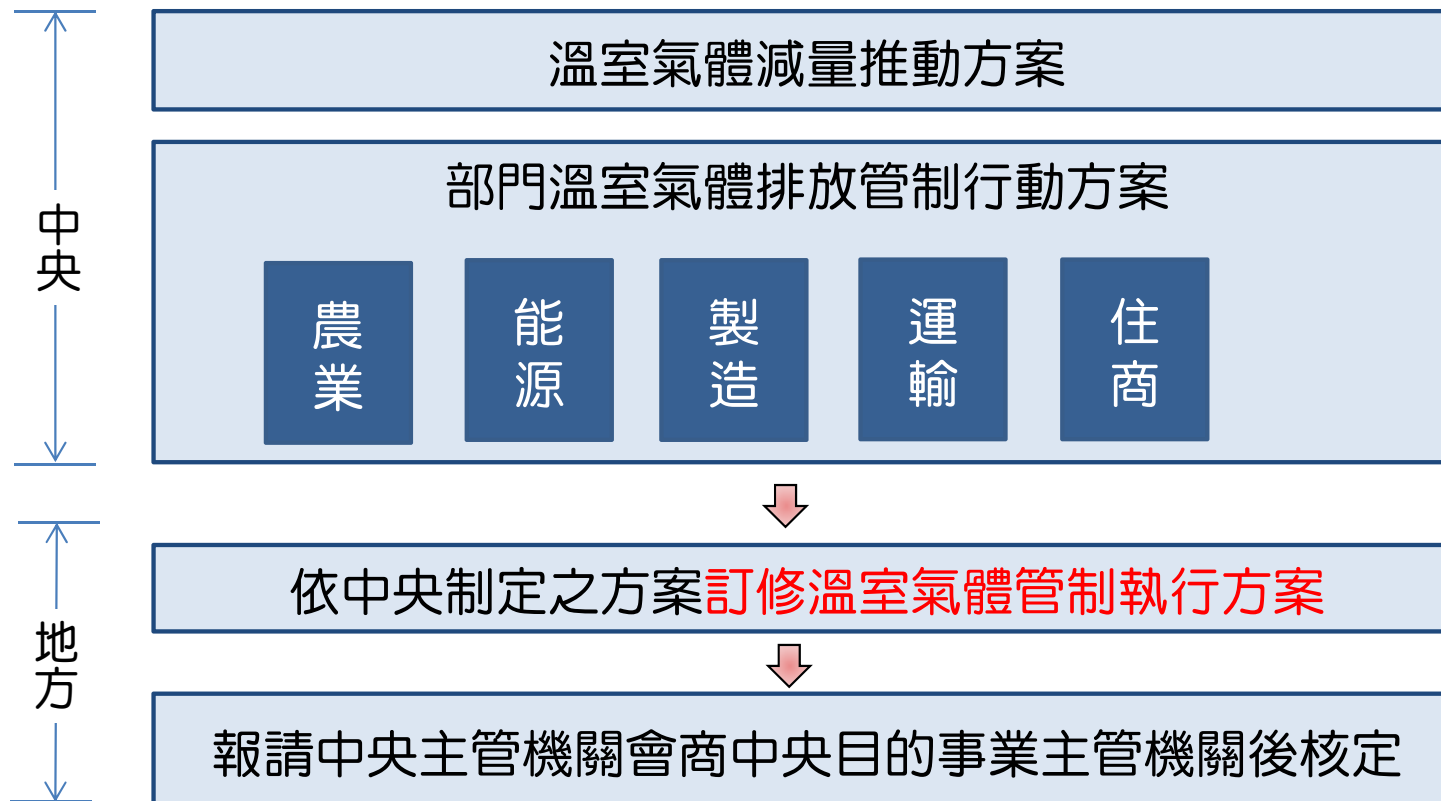 溫室氣體減量推動方案
部門溫室氣體排放管制行動方案
中央
農業
能源
製造
運輸
住商
地方
依中央制定之方案訂修溫室氣體管制執行方案
報請中央主管機關會商中央目的事業主管機關後核定